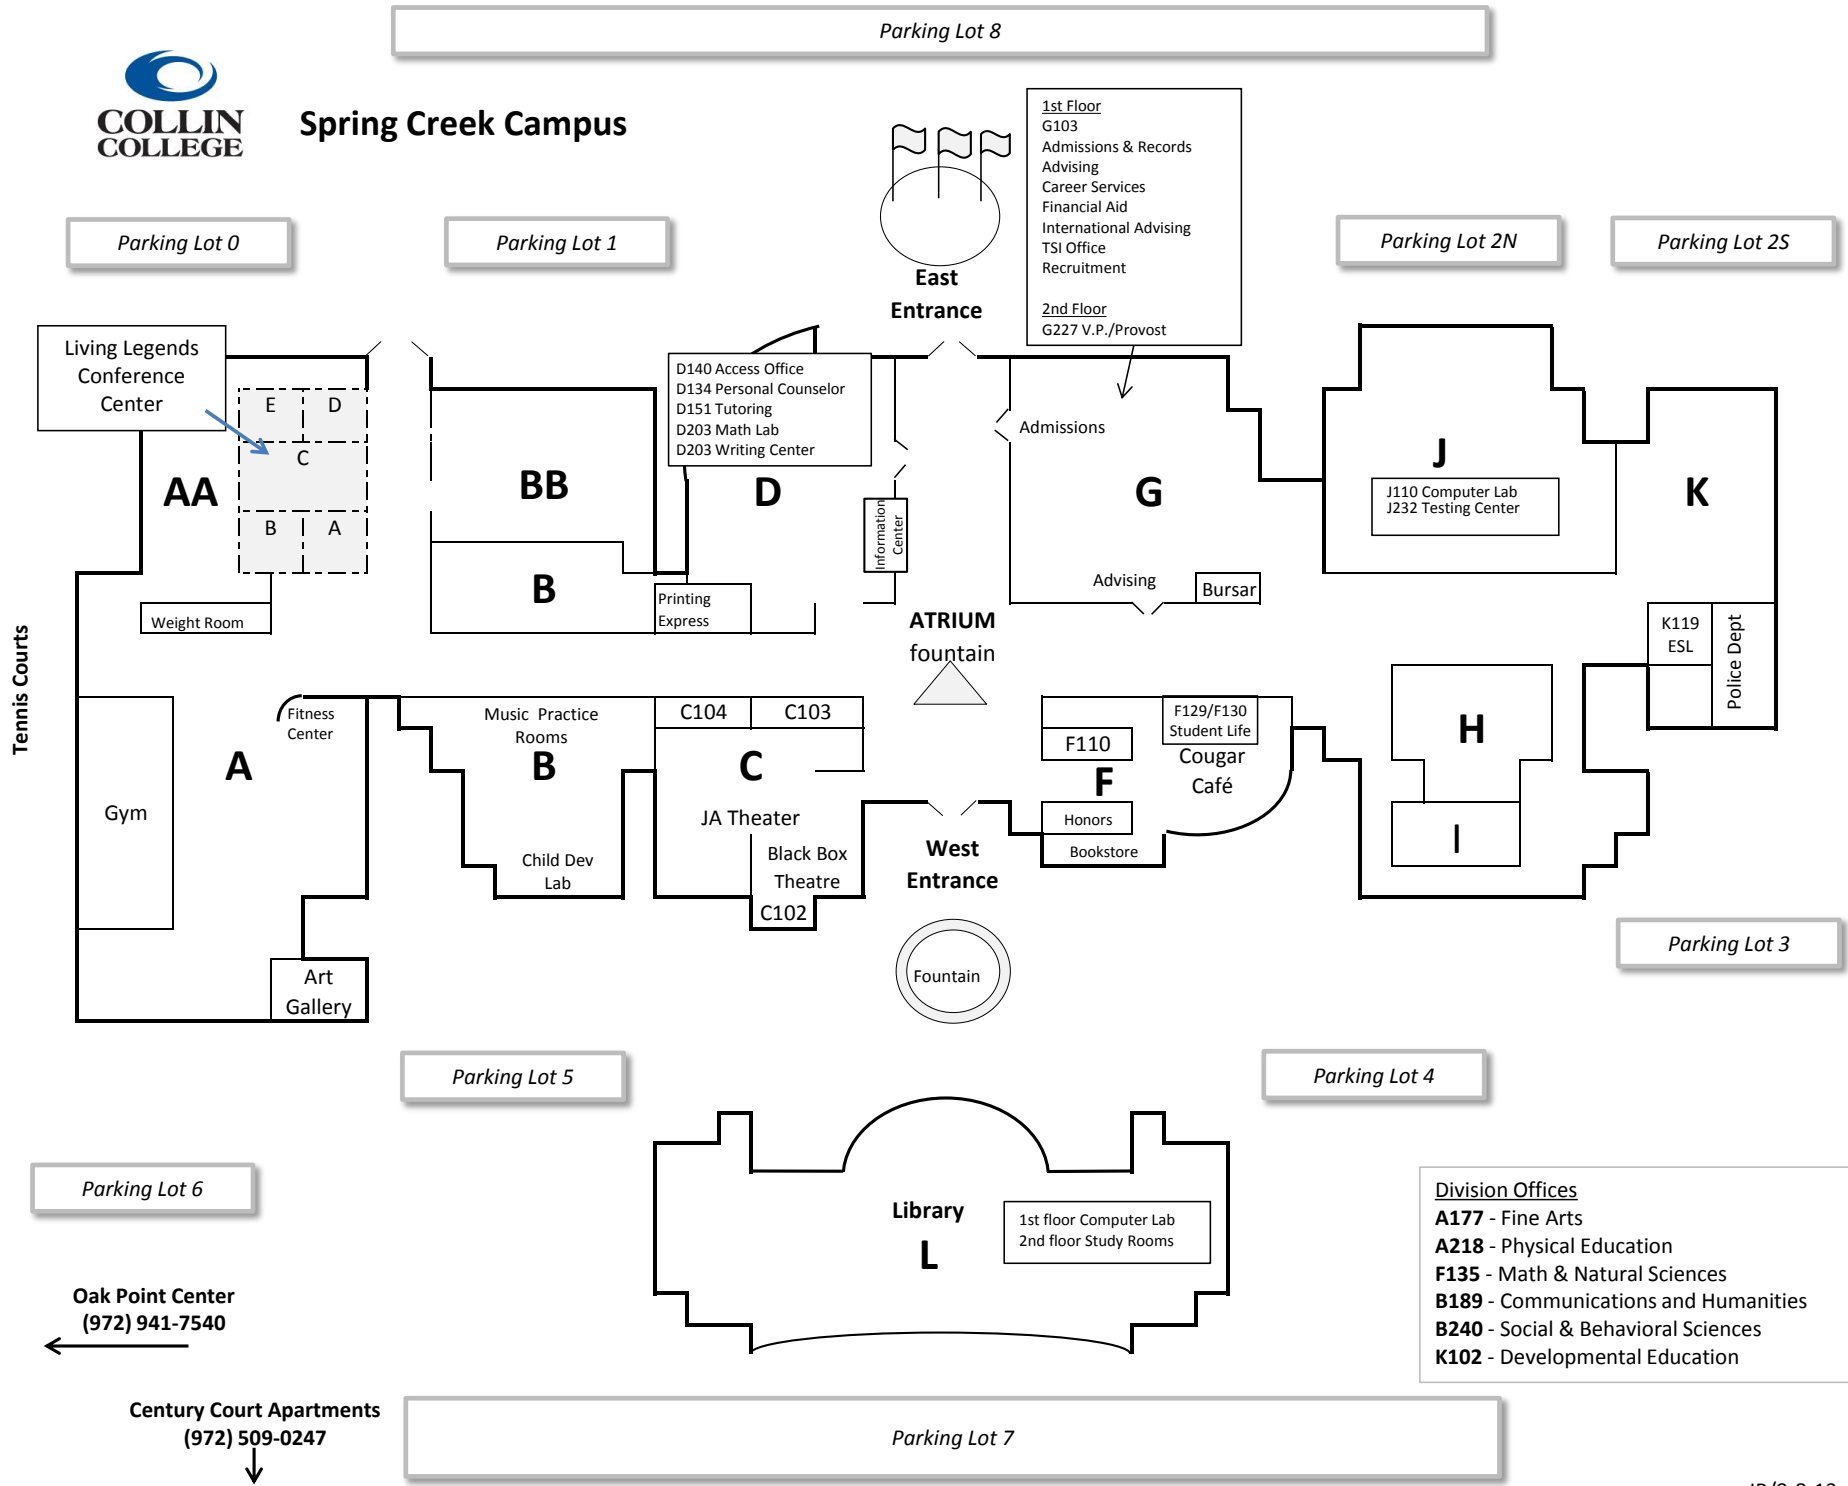 Parking Lot 8
COLLIN
COLLEGE
Spring Creek Campus
1st Floor
G103
Admissions & Records
Advising
Career Services
Financial Aid
International Advising
TSI Office
Recruitment
2nd Floor
G227 V.P./Provost
Parking Lot 0
Parking Lot 1
East
Entrance
Parking Lot 2N
Parking Lot 2S
Living Legends
Conference
Center
E
D
C
B
A
AA
BB
D140 Access Office
D134 Personal Counselor
D151 Tutoring
D203 Math Lab
D203 Writing Center
D
Information
Center
Admissions
G
J
J110 Computer Lab
J232 Testing Center
K
B
Printing
Express
Advising
Bursar
Weight Room
ATRIUM
fountain
K119
ESL
Police Dept
Tennis Courts
Fitness
Center
A
Gym
Art
Gallery
Music Practice
Rooms
B
Child Dev
Lab
C104
C103
C
JA Theater
Black Box
Theatre
C102
West
Entrance
Fountain
F129/F130
Student Life
F110
F
Cougar
Café
Honors
Bookstore
H
I
Parking Lot 3
Parking Lot 5
Parking Lot 4
Parking Lot 6
Library
L
1st floor Computer Lab
2nd floor Study Rooms
Division Offices
A177 - Fine Arts
A218 - Physical Education
F135 - Math & Natural Sciences
B189 - Communications and Humanities
B240 - Social & Behavioral Sciences
K102 - Developmental Education
Oak Point Center
(972) 941-7540
Century Court Apartments
(972) 509-0247
Parking Lot 7